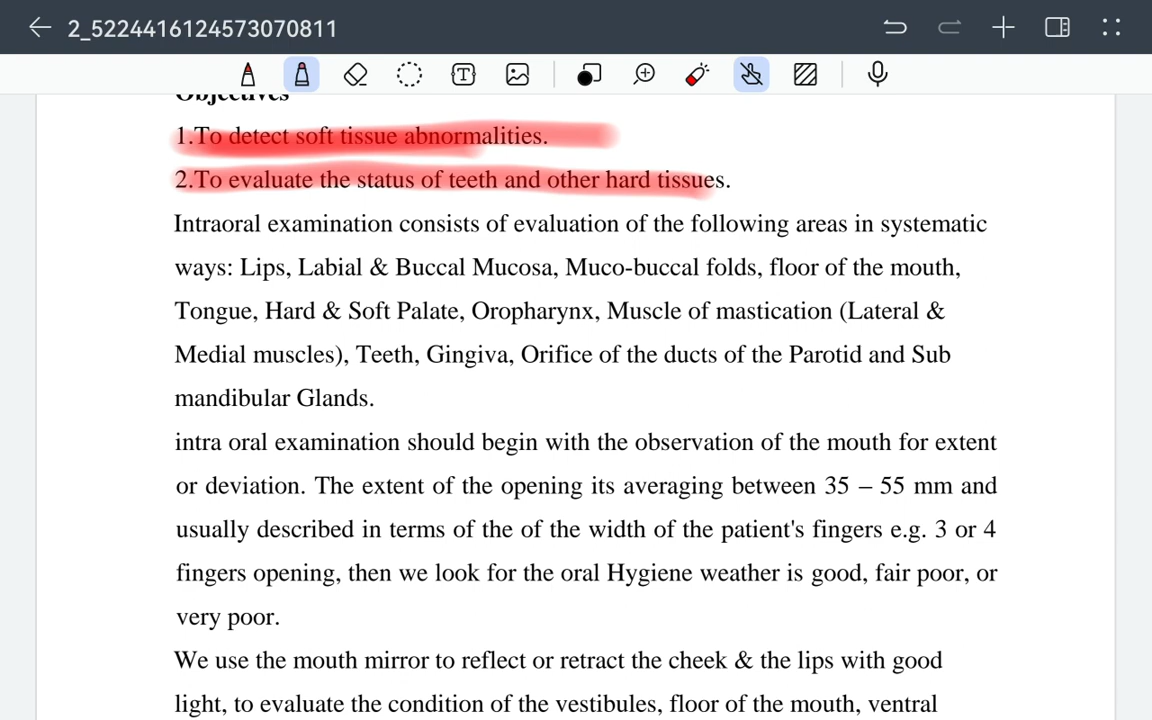 2_5224416124573070811
Objectives
1.To detect soft tissue abnormalities.
2.To evaluate the status of teeth and other hard tissues.
Intraoral examination consists of evaluation of the following areas in systematic
ways: Lips, Labial & Buccal Mucosa, Muco-buccal folds, floor of the mouth,
Tongue, Hard & Soft Palate, Oropharynx, Muscle of mastication (Lateral &
Medial muscles), Teeth, Gingiva, Orifice of the ducts of the Parotid and Sub
mandibular Glands.
intra oral examination should begin with the observation of the mouth for extent
or deviation. The extent of the opening its averaging between 35 – 55 mm and
usually described in terms of the of the width of the patient's fingers e.g. 3 or 4
fingers opening, then we look for the oral Hygiene weather is good, fair poor, or
very poor.
We use the mouth mirror to reflect or retract the cheek & the lips with good
light, to evaluate the condition of the vestibules, floor of the mouth, ventral